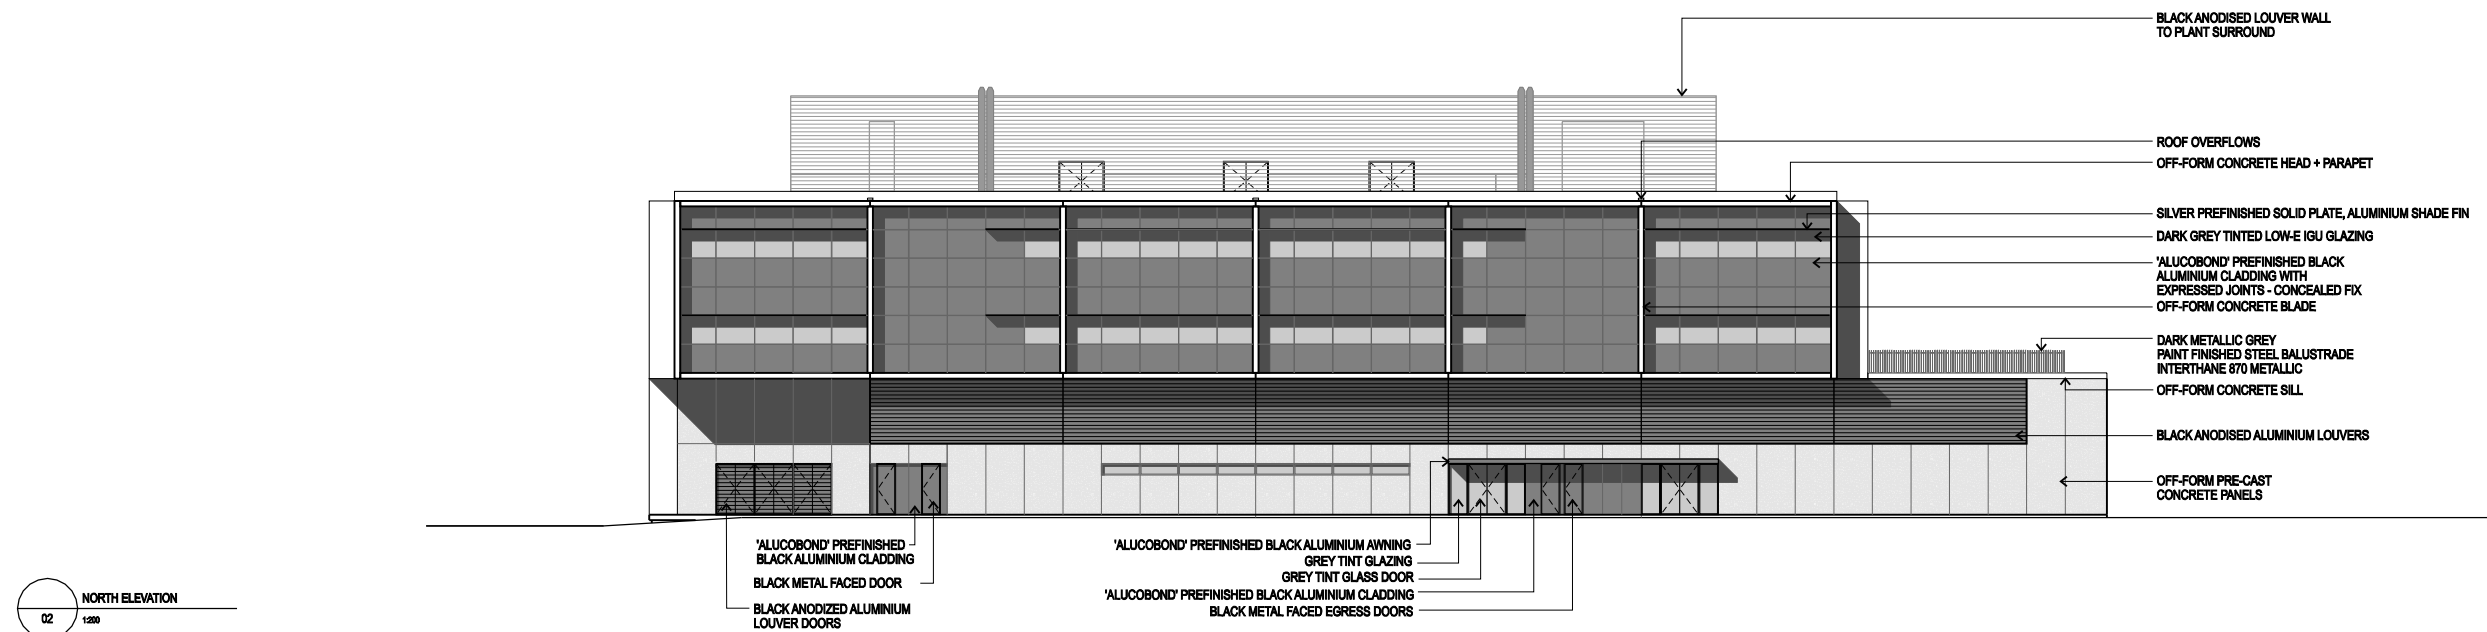 BLACK ANODISED LOUVER WALL
TO PLANT SURROUND
ROOF OVERFLOWS
OFF-FORM CONCRETE HEAD + PARAPET
SILVER PREFINISHED SOLID PLATE, ALUMINIUM SHADE FIN
DARK GREY TINTED LOW-E IGU GLAZING
'ALUCOBOND' PREFINISHED BLACK
ALUMINIUM CLADDING WITH
EXPRESSED JOINTS - CONCEALED FIX
OFF-FORM CONCRETE BLADE
DARK METALLIC GREY
PAINT FINISHED STEEL BALUSTRADE
INTERTHANE 870 METALLIC
OFF-FORM CONCRETE SILL
BLACK ANODISED ALUMINIUM LOUVERS
OFF-FORM PRE-CAST
CONCRETE PANELS
'ALUCOBOND' PREFINISHED
BLACK ALUMINIUM CLADDING
BLACK METAL FACED DOOR
BLACK ANODIZED ALUMINIUM
LOUVER DOORS
'ALUCOBOND' PREFINISHED BLACK ALUMINIUM AWNING
GREY TINT GLAZING
GREY TINT GLASS DOOR
'ALUCOBOND' PREFINISHED BLACK ALUMINIUM CLADDING
BLACK METAL FACED EGRESS DOORS
NORTH ELEVATION
02
1:200